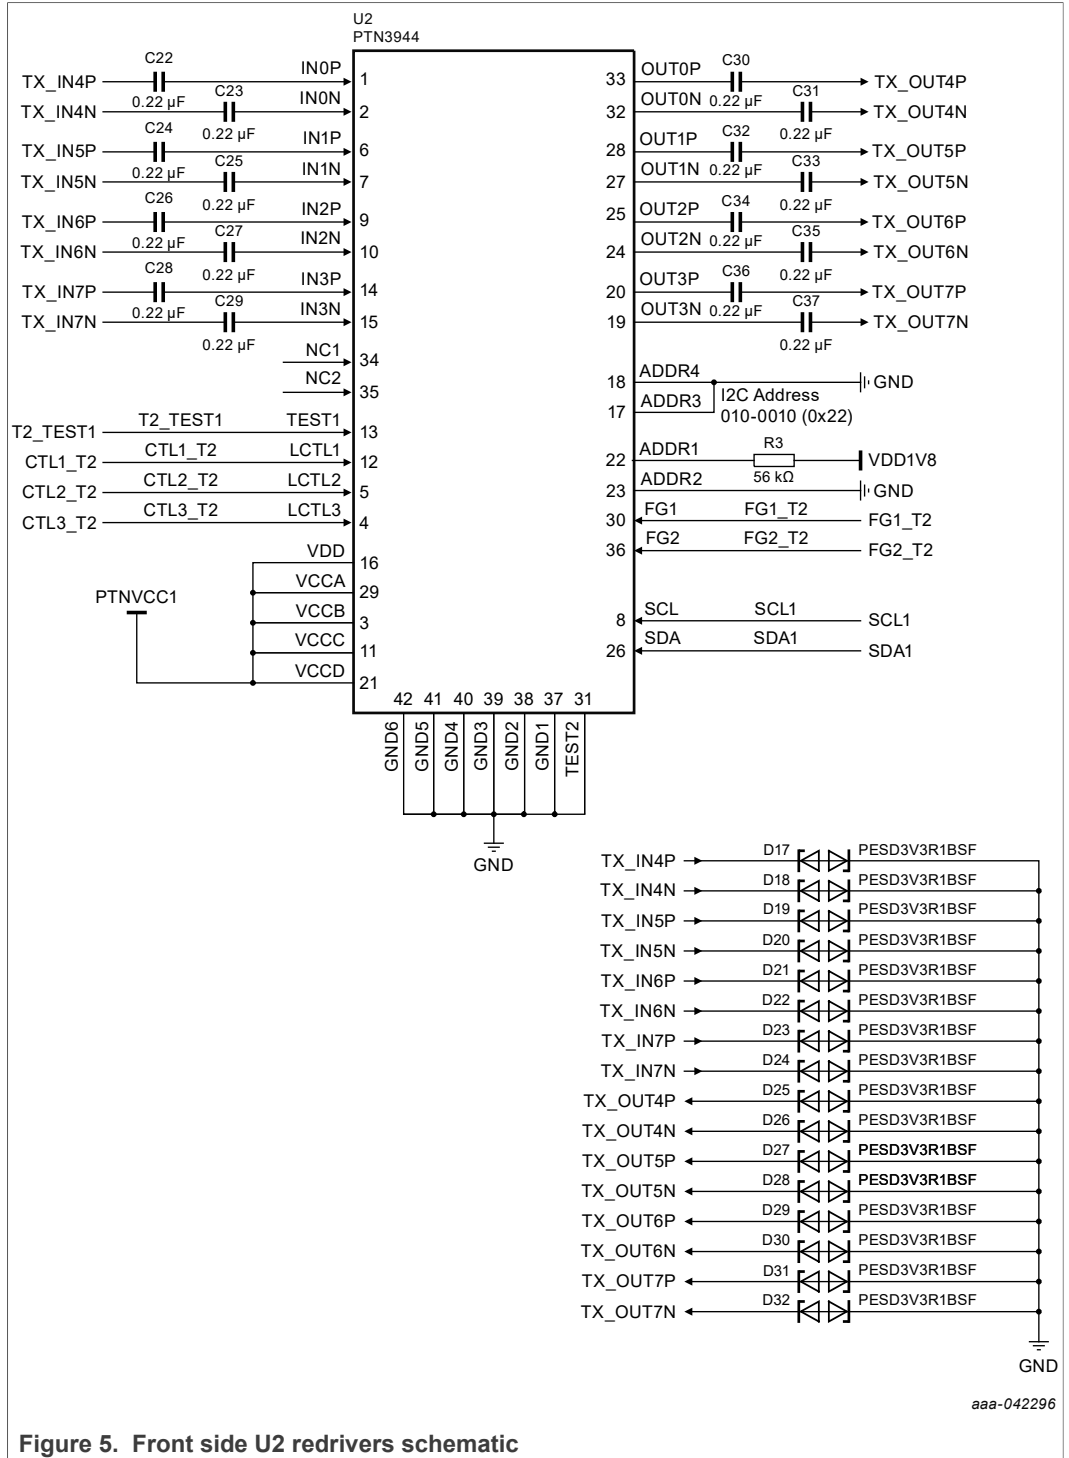 U2
PTN3944
TX_IN4P C22 0.22 µF IN0P 1
TX_IN4N C23 0.22 µF IN0N 2
TX_IN5P C24 0.22 µF IN1P 6
TX_IN5N C25 0.22 µF IN1N 7
TX_IN6P C26 0.22 µF IN2P 9
TX_IN6N C27 0.22 µF IN2N 10
TX_IN7P C28 0.22 µF IN3P 14
TX_IN7N C29 0.22 µF IN3N 15
NC1 34
NC2 35
T2_TEST1 T2_TEST1 TEST1 13
CTL1_T2 CTL1_T2 LCTL1 12
CTL2_T2 CTL2_T2 LCTL2 5
CTL3_T2 CTL3_T2 LCTL3 4
VDD 16
VCCA 29
PTNVCC1
VCCB 3
VCCC 11
VCCD 21
33 OUT0P C30 0.22 µF TX_OUT4P
32 OUT0N C31 0.22 µF TX_OUT4N
28 OUT1P C32 0.22 µF TX_OUT5P
27 OUT1N C33 0.22 µF TX_OUT5N
25 OUT2P C34 0.22 µF TX_OUT6P
24 OUT2N C35 0.22 µF TX_OUT6N
20 OUT3P C36 0.22 µF TX_OUT7P
19 OUT3N C37 0.22 µF TX_OUT7N
18 ADDR4 GND
17 ADDR3
I2C Address
010-0010 (0x22)
22 ADDR1 R3 56 kΩ VDD1V8
23 ADDR2 GND
30 FG1 FG1_T2 FG1_T2
36 FG2 FG2_T2 FG2_T2
8 SCL SCL1 SCL1
26 SDA SDA1 SDA1
42 41 40 39 38 37 31
GND6 GND5 GND4 GND3 GND2 GND1 TEST2
GND
TX_IN4P D17 PESD3V3R1BSF
TX_IN4N D18 PESD3V3R1BSF
TX_IN5P D19 PESD3V3R1BSF
TX_IN5N D20 PESD3V3R1BSF
TX_IN6P D21 PESD3V3R1BSF
TX_IN6N D22 PESD3V3R1BSF
TX_IN7P D23 PESD3V3R1BSF
TX_IN7N D24 PESD3V3R1BSF
TX_OUT4P D25 PESD3V3R1BSF
TX_OUT4N D26 PESD3V3R1BSF
TX_OUT5P D27 PESD3V3R1BSF
TX_OUT5N D28 PESD3V3R1BSF
TX_OUT6P D29 PESD3V3R1BSF
TX_OUT6N D30 PESD3V3R1BSF
TX_OUT7P D31 PESD3V3R1BSF
TX_OUT7N D32 PESD3V3R1BSF
GND
aaa-042296
Figure 5. Front side U2 redrivers schematic